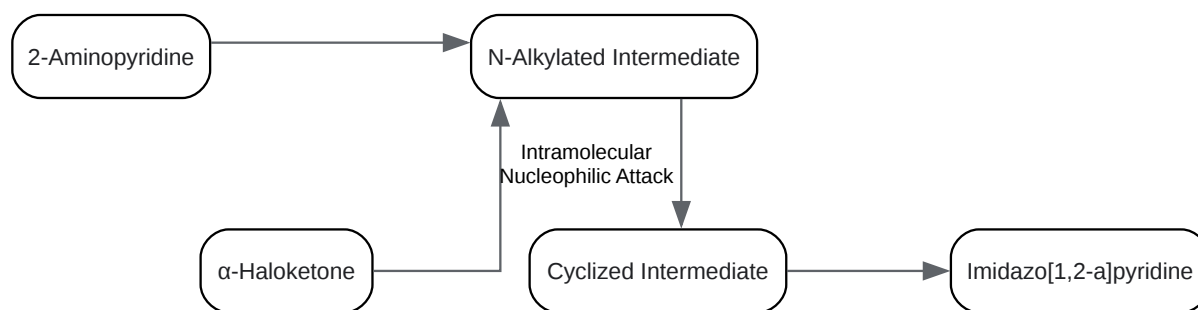 2-Aminopyridine
N-Alkylated Intermediate
Intramolecular
Nucleophilic Attack
α-Haloketone
Cyclized Intermediate
Imidazo[1,2-a]pyridine